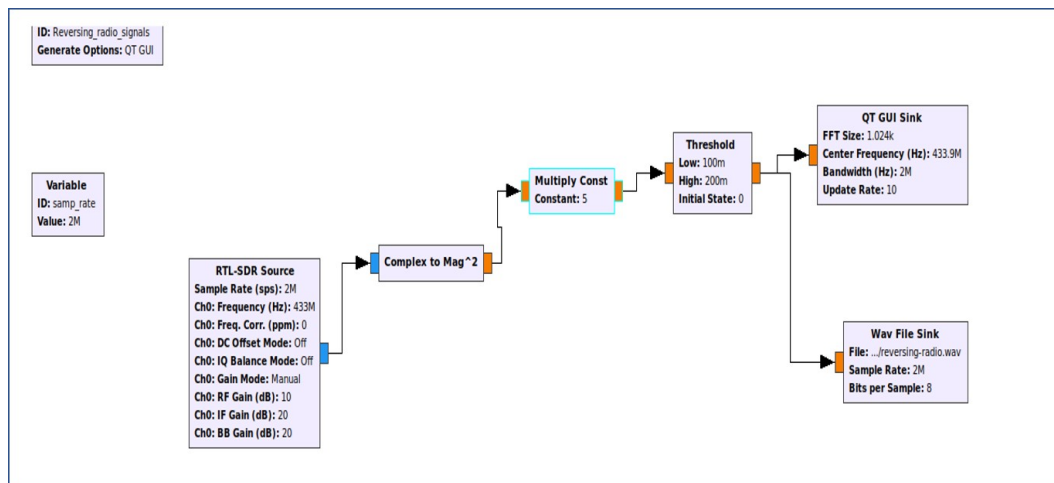 ID: Reversing_radio_signals
Generate Options: QT GUI
Variable
ID: samp_rate
Value: 2M
RTL-SDR Source
Sample Rate (sps): 2M
Ch0: Frequency (Hz): 433M
Ch0: Freq. Corr. (ppm): 0
Ch0: DC Offset Mode: Off
Ch0: IQ Balance Mode: Off
Ch0: Gain Mode: Manual
Ch0: RF Gain (dB): 10
Ch0: IF Gain (dB): 20
Ch0: BB Gain (dB): 20
Complex to Mag^2
Multiply Const
Constant: 5
Threshold
Low: 100m
High: 200m
Initial State: 0
QT GUI Sink
FFT Size: 1.024k
Center Frequency (Hz): 433.9M
Bandwidth (Hz): 2M
Update Rate: 10
Wav File Sink
File: .../reversing-radio.wav
Sample Rate: 2M
Bits per Sample: 8